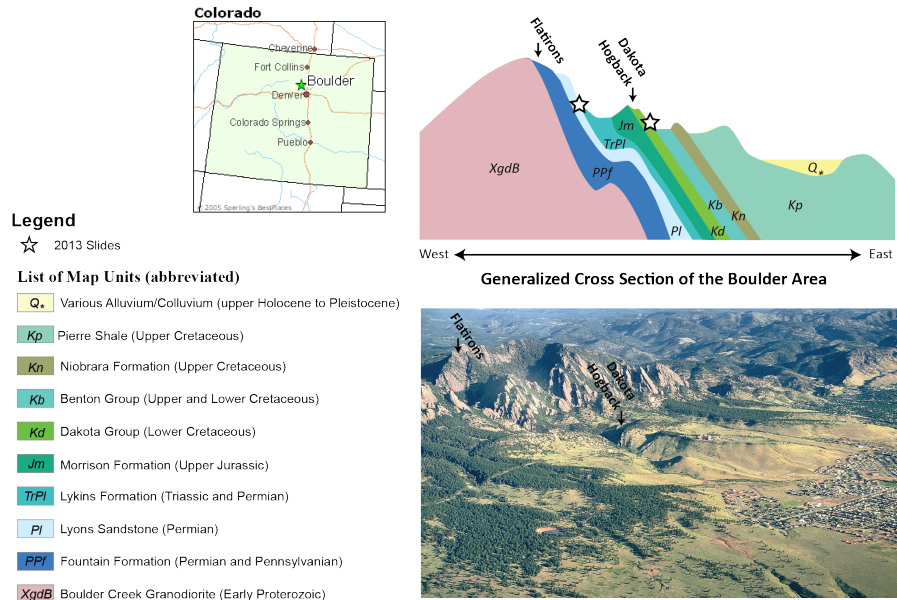 Colorado
Cheyenne
Fort Collins
Boulder
Denver
Colorado Springs
Pueblo
© 2005 Sperling's BestPlaces
Flatirons
Dakota
Hogback
Jm
TrPl
XgdB
PPf
Q*
Kb
Kp
Kn
Pl
Kd
West
East
Generalized Cross Section of the Boulder Area
Legend
2013 Slides
List of Map Units (abbreviated)
Q* Various Alluvium/Colluvium (upper Holocene to Pleistocene)
Kp Pierre Shale (Upper Cretaceous)
Kn Niobrara Formation (Upper Cretaceous)
Kb Benton Group (Upper and Lower Cretaceous)
Kd Dakota Group (Lower Cretaceous)
Jm Morrison Formation (Upper Jurassic)
TrPl Lykins Formation (Triassic and Permian)
Pl Lyons Sandstone (Permian)
PPf Fountain Formation (Permian and Pennsylvanian)
XgdB Boulder Creek Granodiorite (Early Proterozoic)
Flatirons
Dakota
Hogback